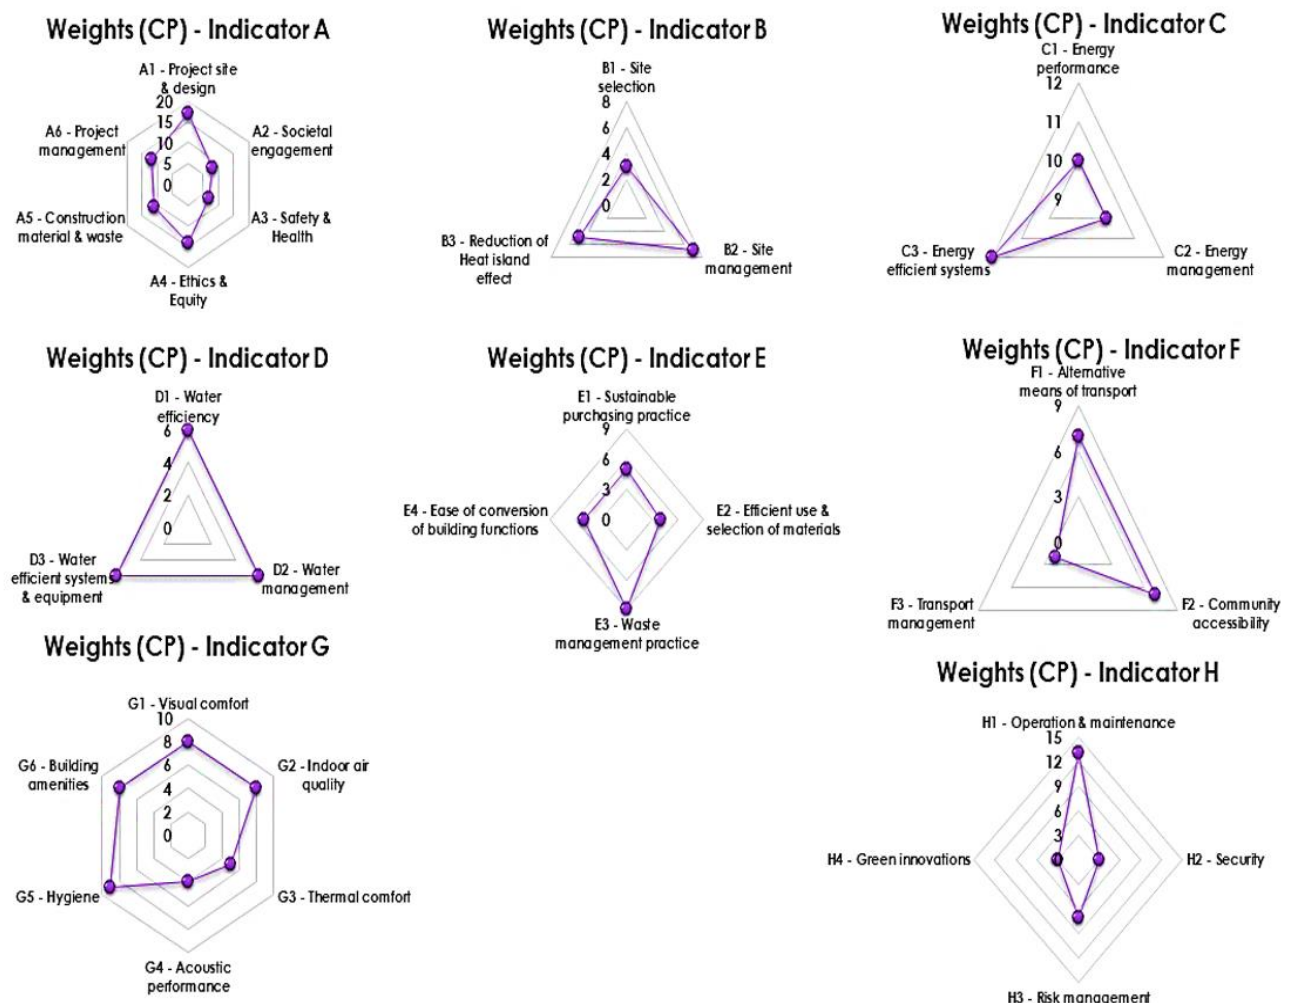 Weights (CP) - Indicator A
A1 - Project site
& design
20
15
10
5
0
A2 - Societal
engagement
A3 - Safety &
Health
A4 - Ethics &
Equity
A5 - Construction
material & waste
A6 - Project
management
Weights (CP) - Indicator B
B1 - Site
selection
8
6
4
2
0
B2 - Site
management
B3 - Reduction of
Heat island
effect
Weights (CP) - Indicator C
C1 - Energy
performance
12
11
10
9
C2 - Energy
management
C3 - Energy
efficient systems
Weights (CP) - Indicator D
D1 - Water
efficiency
6
4
2
0
D2 - Water
management
D3 - Water
efficient systems
& equipment
Weights (CP) - Indicator E
E1 - Sustainable
purchasing practice
9
6
3
0
E2 - Efficient use &
selection of materials
E3 - Waste
management practice
E4 - Ease of conversion
of building functions
Weights (CP) - Indicator F
F1 - Alternative
means of transport
9
6
3
0
F2 - Community
accessibility
F3 - Transport
management
Weights (CP) - Indicator G
G1 - Visual comfort
10
8
6
4
2
0
G2 - Indoor air
quality
G3 - Thermal comfort
G4 - Acoustic
performance
G5 - Hygiene
G6 - Building
amenities
Weights (CP) - Indicator H
H1 - Operation & maintenance
15
12
9
6
3
0
H2 - Security
H3 - Risk management
H4 - Green innovations